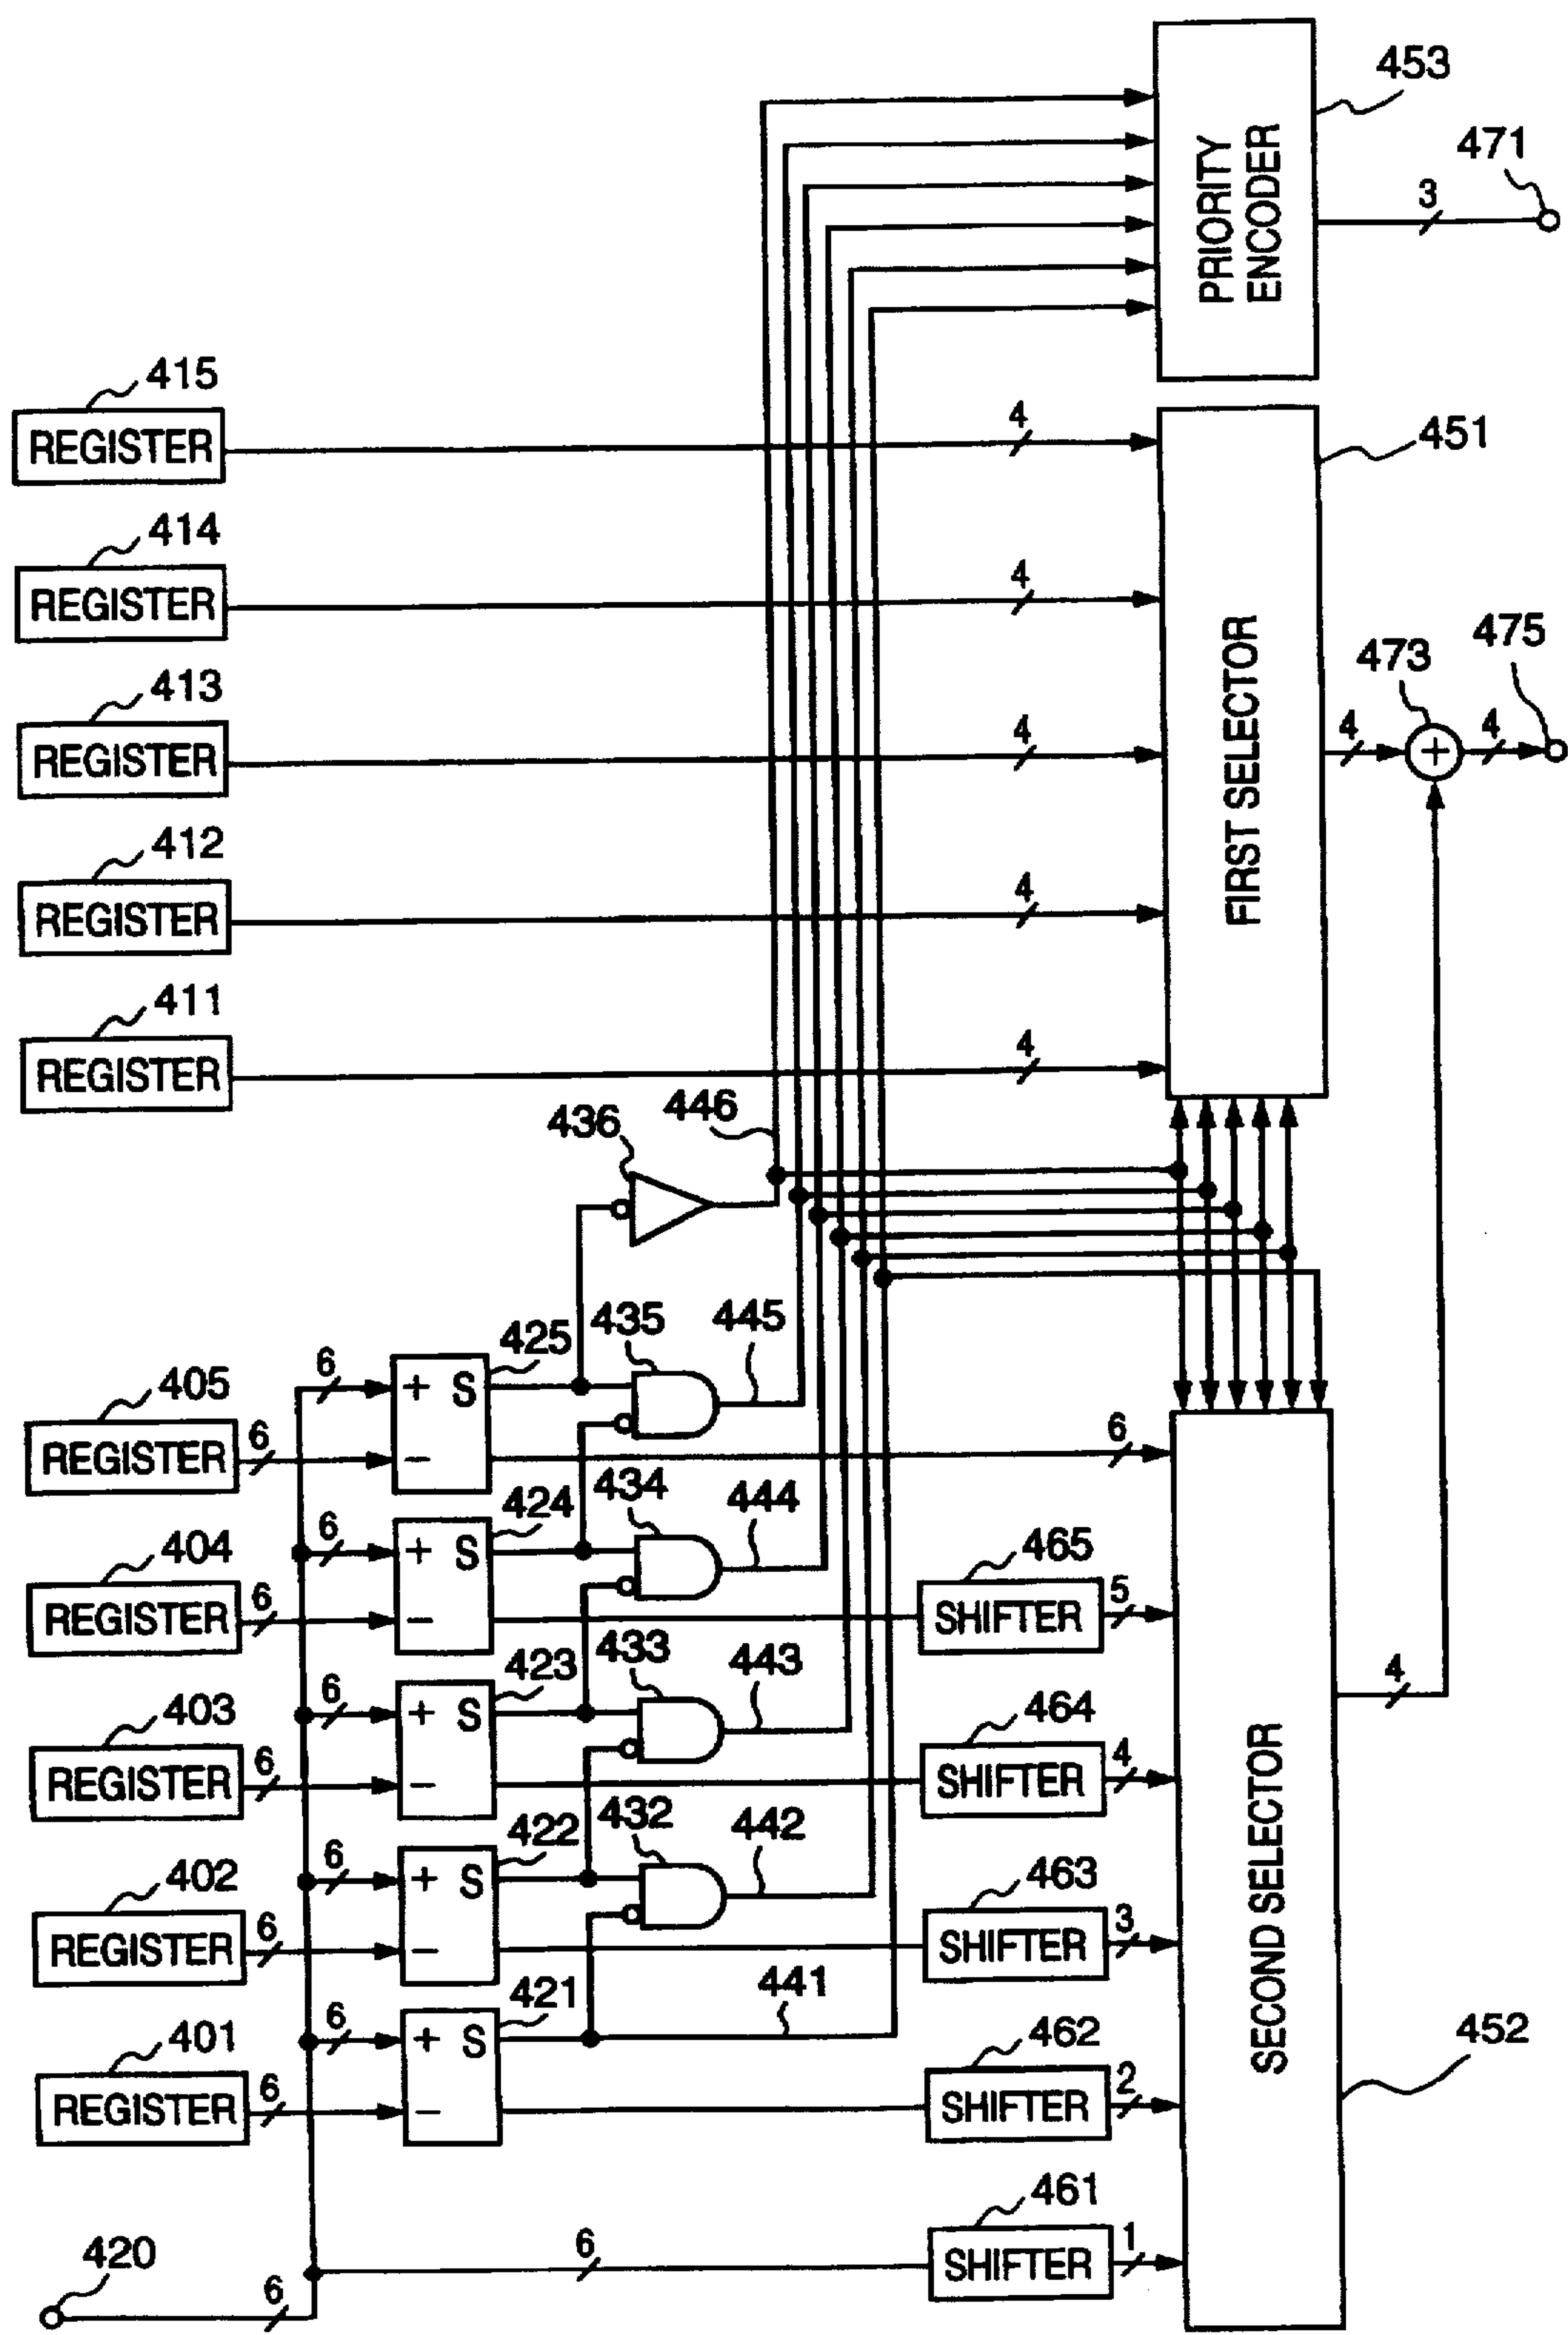 453
471
3
PRIORITY
ENCODER
415
REGISTER
4
451
414
REGISTER
4
FIRST SELECTOR
473
475
4
4
413
REGISTER
4
412
REGISTER
4
411
REGISTER
4
436
446
425
435
445
6
+ S
−
405
REGISTER
6
6
424
434
444
6
+ S
−
404
REGISTER
6
465
SHIFTER
5
423
433
443
6
+ S
−
403
REGISTER
6
464
SHIFTER
4
4
422
432
442
6
+ S
−
402
REGISTER
6
463
SHIFTER
3
SECOND SELECTOR
421
441
6
+ S
−
401
REGISTER
6
462
SHIFTER
2
452
461
SHIFTER
1
6
420
6